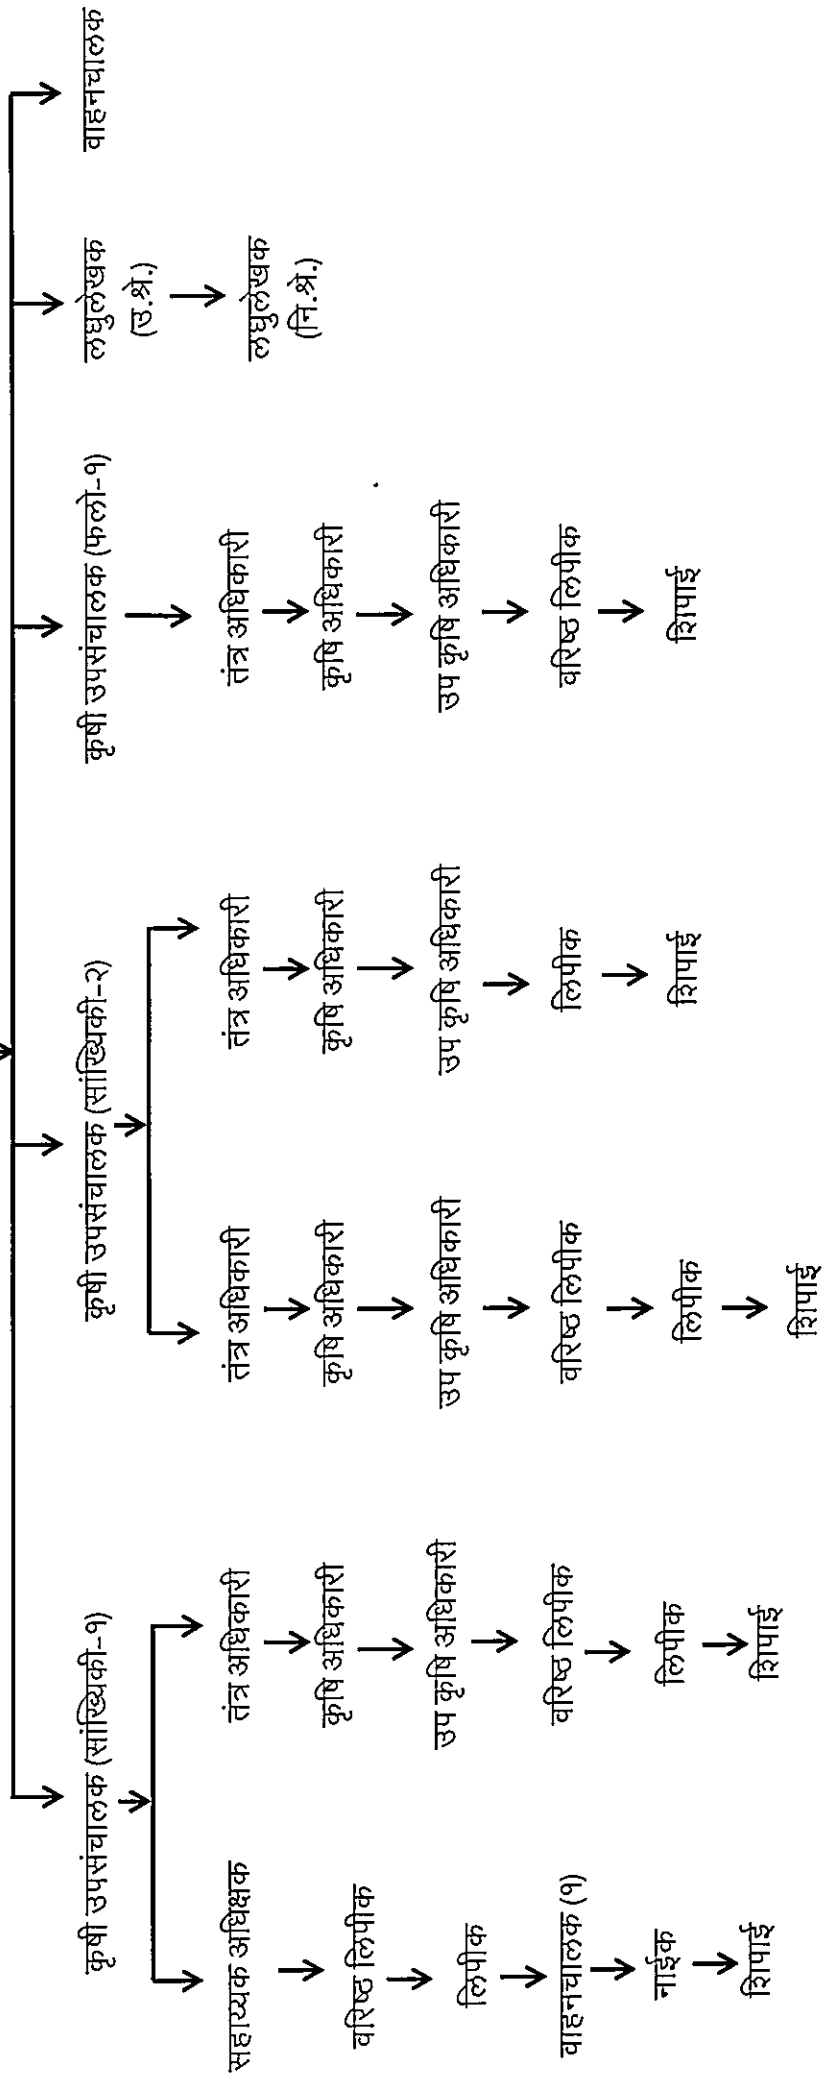 कृषी उपसंचालक (सांख्यिकी-१)
कृषी उपसंचालक (सांख्यिकी-२)
कृषी उपसंचालक (फलो-१)
लघुलेखक
(उ.श्रे.)
वाहनचालक
लघुलेखक
(नि.श्रे.)
सहाय्यक अधिक्षक
वरिष्ठ लिपीक
लिपीक
वाहनचालक (१)
नाईक
शिपाई
तंत्र अधिकारी
कृषि अधिकारी
उप कृषि अधिकारी
वरिष्ठ लिपीक
लिपीक
शिपाई
तंत्र अधिकारी
कृषि अधिकारी
उप कृषि अधिकारी
वरिष्ठ लिपीक
लिपीक
शिपाई
तंत्र अधिकारी
कृषि अधिकारी
उप कृषि अधिकारी
लिपीक
शिपाई
तंत्र अधिकारी
कृषि अधिकारी
उप कृषि अधिकारी
वरिष्ठ लिपीक
शिपाई